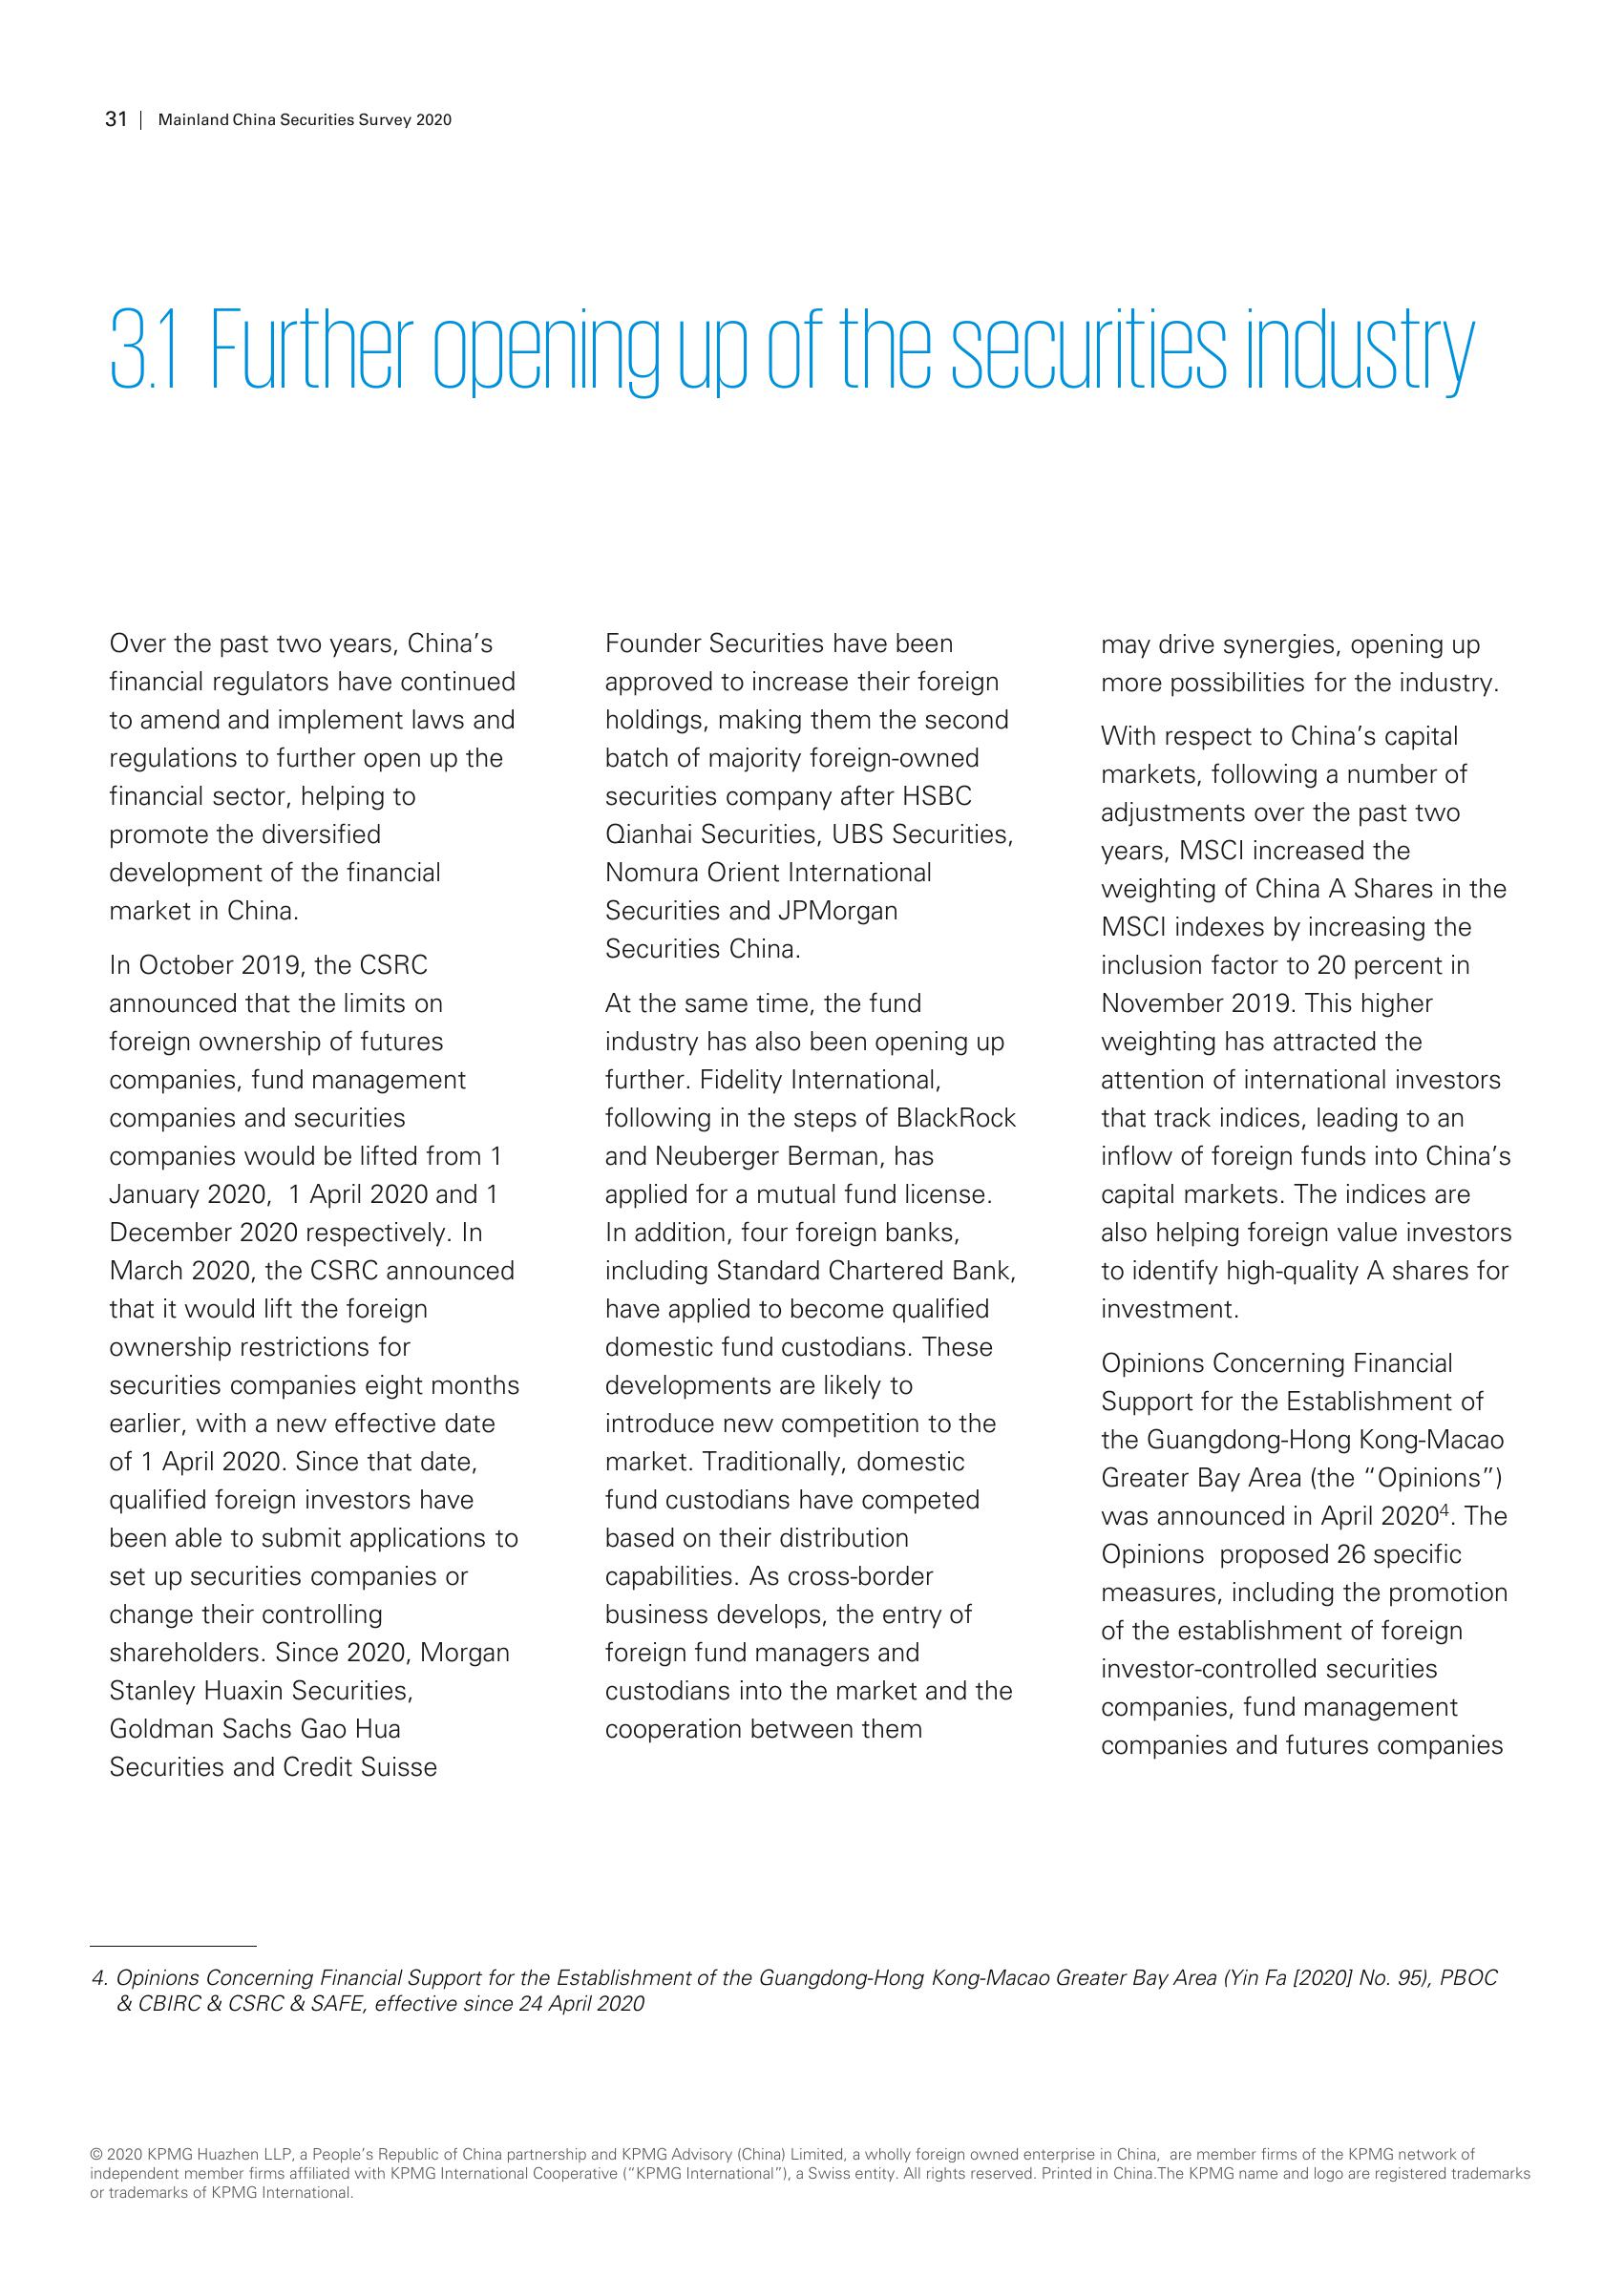 31 | Mainland China Securities Survey 2020
3.1 Further opening up of the securities industry
Over the past two years, China’s
financial regulators have continued
to amend and implement laws and
regulations to further open up the
financial sector, helping to
promote the diversified
development of the financial
market in China.
In October 2019, the CSRC
announced that the limits on
foreign ownership of futures
companies, fund management
companies and securities
companies would be lifted from 1
January 2020,  1 April 2020 and 1
December 2020 respectively. In
March 2020, the CSRC announced
that it would lift the foreign
ownership restrictions for
securities companies eight months
earlier, with a new effective date
of 1 April 2020. Since that date,
qualified foreign investors have
been able to submit applications to
set up securities companies or
change their controlling
shareholders. Since 2020, Morgan
Stanley Huaxin Securities,
Goldman Sachs Gao Hua
Securities and Credit Suisse
Founder Securities have been
approved to increase their foreign
holdings, making them the second
batch of majority foreign-owned
securities company after HSBC
Qianhai Securities, UBS Securities,
Nomura Orient International
Securities and JPMorgan
Securities China.
At the same time, the fund
industry has also been opening up
further. Fidelity International,
following in the steps of BlackRock
and Neuberger Berman, has
applied for a mutual fund license.
In addition, four foreign banks,
including Standard Chartered Bank,
have applied to become qualified
domestic fund custodians. These
developments are likely to
introduce new competition to the
market. Traditionally, domestic
fund custodians have competed
based on their distribution
capabilities. As cross-border
business develops, the entry of
foreign fund managers and
custodians into the market and the
cooperation between them
may drive synergies, opening up
more possibilities for the industry.
With respect to China’s capital
markets, following a number of
adjustments over the past two
years, MSCI increased the
weighting of China A Shares in the
MSCI indexes by increasing the
inclusion factor to 20 percent in
November 2019. This higher
weighting has attracted the
attention of international investors
that track indices, leading to an
inflow of foreign funds into China’s
capital markets. The indices are
also helping foreign value investors
to identify high-quality A shares for
investment.
Opinions Concerning Financial
Support for the Establishment of
the Guangdong-Hong Kong-Macao
Greater Bay Area (the “Opinions”)
was announced in April 2020⁴. The
Opinions  proposed 26 specific
measures, including the promotion
of the establishment of foreign
investor-controlled securities
companies, fund management
companies and futures companies
4. Opinions Concerning Financial Support for the Establishment of the Guangdong-Hong Kong-Macao Greater Bay Area (Yin Fa [2020] No. 95), PBOC
& CBIRC & CSRC & SAFE, effective since 24 April 2020
© 2020 KPMG Huazhen LLP, a People’s Republic of China partnership and KPMG Advisory (China) Limited, a wholly foreign owned enterprise in China,  are member firms of the KPMG network of
independent member firms affiliated with KPMG International Cooperative (“KPMG International”), a Swiss entity. All rights reserved. Printed in China.The KPMG name and logo are registered trademarks
or trademarks of KPMG International.